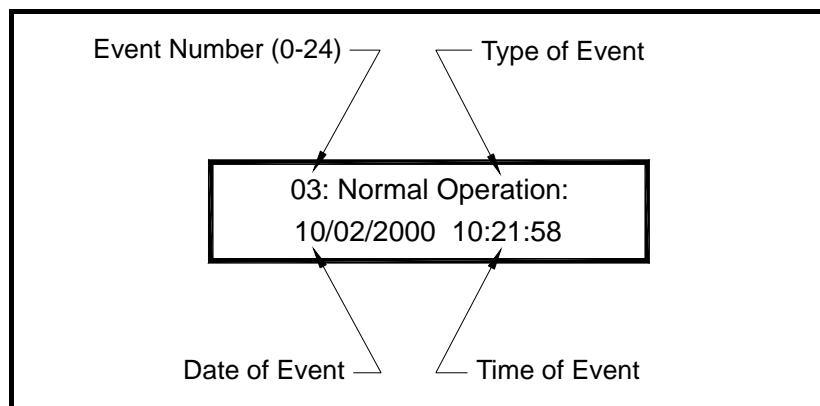 Event Number (0-24)
Type of Event
03: Normal Operation:
10/02/2000 10:21:58
Date of Event
Time of Event